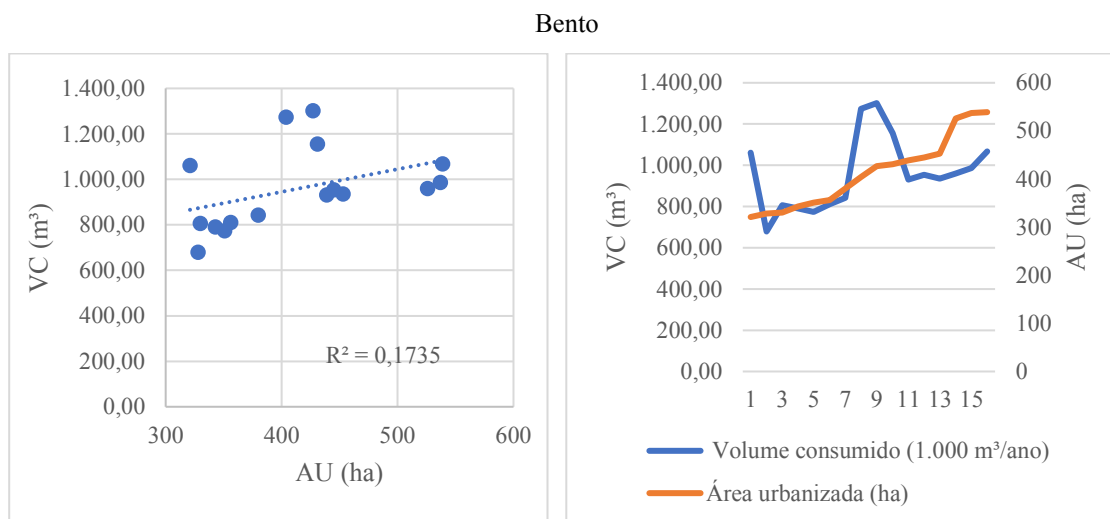 Bento
1.400,00
1.200,00
1.000,00
800,00
600,00
400,00
200,00
0,00
VC (m³)
R² = 0,1735
300 400 500 600
AU (ha)
1.400,00
1.200,00
1.000,00
800,00
600,00
400,00
200,00
0,00
VC (m³)
600
500
400
300
200
100
0
AU (ha)
1 3 5 7 9 11 13 15
Volume consumido (1.000 m³/ano)
Área urbanizada (ha)